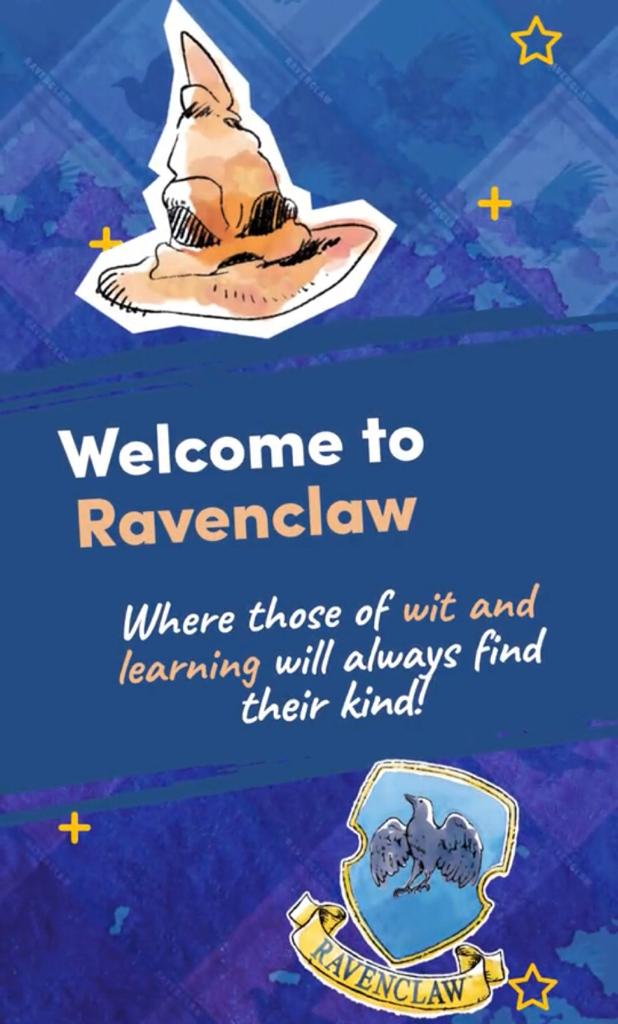 Welcome to
Ravenclaw
Where those of wit and
learning will always find
their kind!
RAVENCLAW